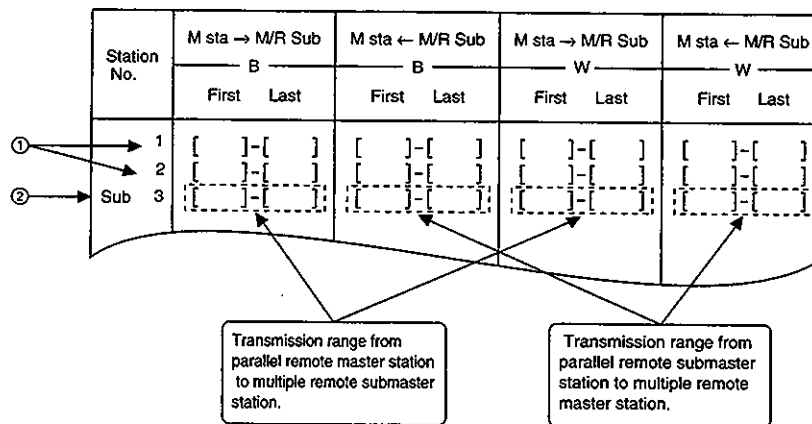 Station No.
M sta → M/R Sub
M sta ← M/R Sub
M sta → M/R Sub
M sta ← M/R Sub
B
B
W
W
First Last
First Last
First Last
First Last
① 1 [ ]-[ ] [ ]-[ ] [ ]-[ ] [ ]-[ ]
2 [ ]-[ ] [ ]-[ ] [ ]-[ ] [ ]-[ ]
② Sub 3 [ ]-[ ] [ ]-[ ] [ ]-[ ] [ ]-[ ]
Transmission range from
parallel remote master station
to multiple remote submaster
station.
Transmission range from
parallel remote submaster
station to multiple remote
master station.